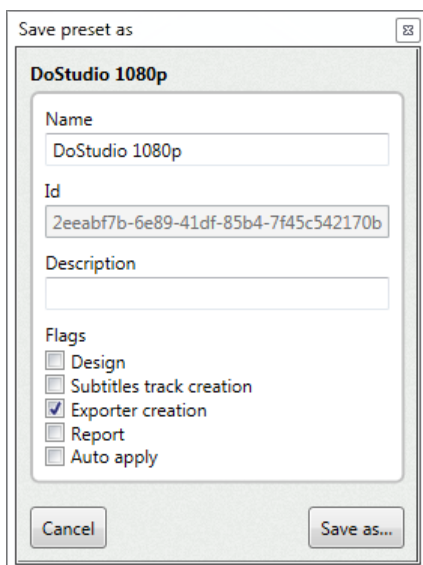 Save preset as
DoStudio 1080p
Name
DoStudio 1080p
Id
2eeabf7b-6e89-41df-85b4-7f45c542170b
Description
Flags
Design
Subtitles track creation
Exporter creation
Report
Auto apply
Cancel Save as...